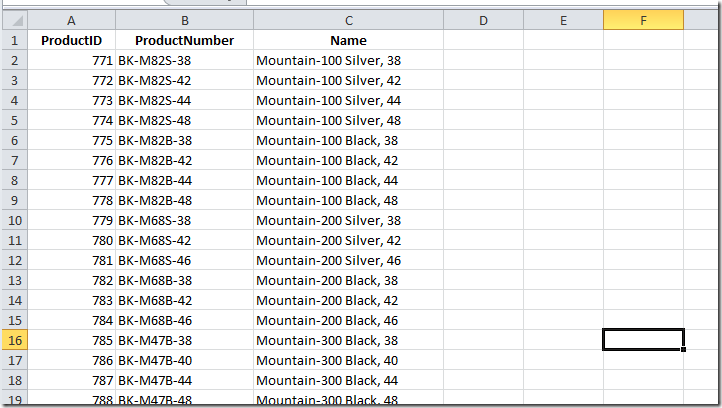 A B C D E F
1 ProductID ProductNumber Name
2 771 BK-M82S-38 Mountain-100 Silver, 38
3 772 BK-M82S-42 Mountain-100 Silver, 42
4 773 BK-M82S-44 Mountain-100 Silver, 44
5 774 BK-M82S-48 Mountain-100 Silver, 48
6 775 BK-M82B-38 Mountain-100 Black, 38
7 776 BK-M82B-42 Mountain-100 Black, 42
8 777 BK-M82B-44 Mountain-100 Black, 44
9 778 BK-M82B-48 Mountain-100 Black, 48
10 779 BK-M68S-38 Mountain-200 Silver, 38
11 780 BK-M68S-42 Mountain-200 Silver, 42
12 781 BK-M68S-46 Mountain-200 Silver, 46
13 782 BK-M68B-38 Mountain-200 Black, 38
14 783 BK-M68B-42 Mountain-200 Black, 42
15 784 BK-M68B-46 Mountain-200 Black, 46
16 785 BK-M47B-38 Mountain-300 Black, 38
17 786 BK-M47B-40 Mountain-300 Black, 40
18 787 BK-M47B-44 Mountain-300 Black, 44
19 788 BK-M47B-48 Mountain-300 Black, 48